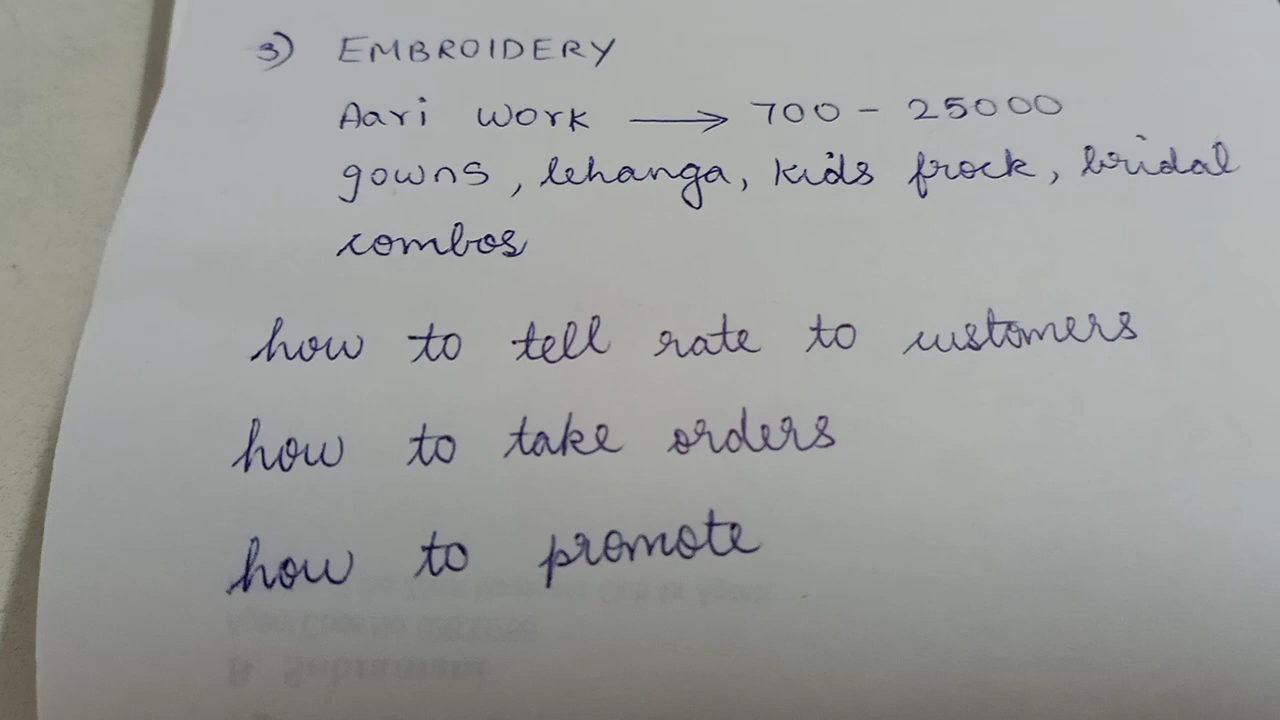 3) EMBROIDERY
Aari work → 700 - 25000
gowns, lehanga, kids frock, bridal
combos
how to tell rate to customers
how to take orders
how to promote